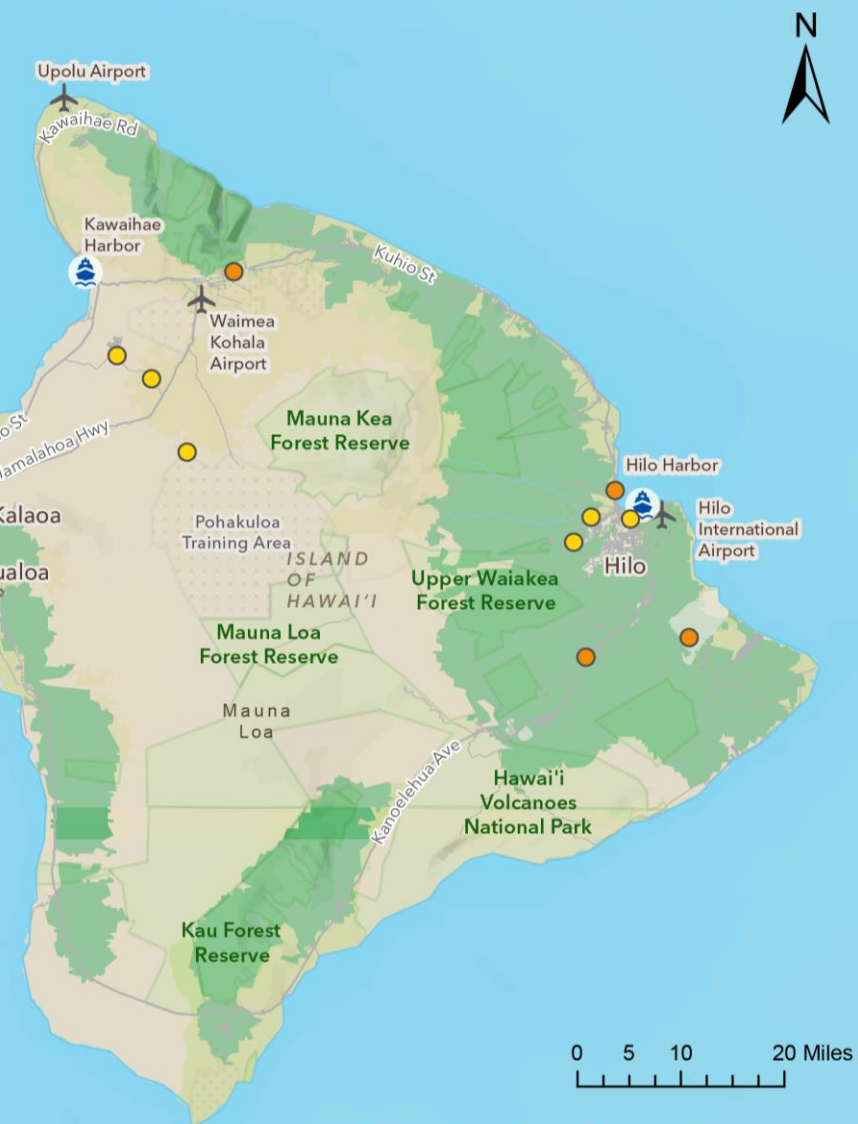 N
Upolu Airport
Kawaihae Rd
Kawaihae
Harbor
Kuhio St
Waimea
Kohala
Airport
Mauna Kea
Forest Reserve
Hwy
Hilo Harbor
Hilo
International
Airport
Hilo
Pohakuloa
Training Area
ISLAND
OF
HAWAI'I
Upper Waiakea
Forest Reserve
Mauna Loa
Forest Reserve
Mauna
Loa
Kanoelehua Ave
Hawai'i
Volcanoes
National Park
Kau Forest
Reserve
Kalaoa
ualoa
o St
0 5 10 20 Miles